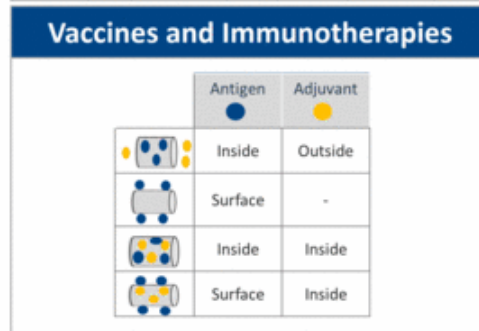 Vaccines and Immunotherapies
Antigen Adjuvant
Inside Outside
Surface -
Inside Inside
Surface Inside